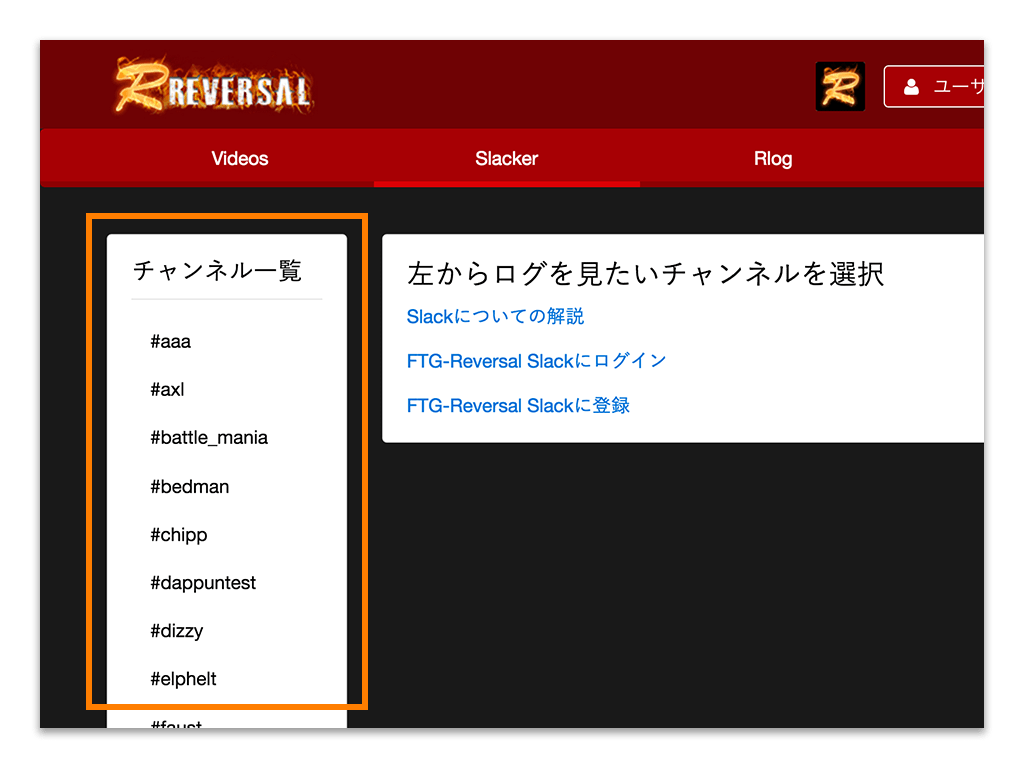 REVERSAL
ユーザ
Videos
Slacker
Rlog
チャンネル一覧
#aaa
#axl
#battle_mania
#bedman
#chipp
#dappuntest
#dizzy
#elphelt
#faust
左からログを見たいチャンネルを選択
Slackについての解説
FTG-Reversal Slackにログイン
FTG-Reversal Slackに登録